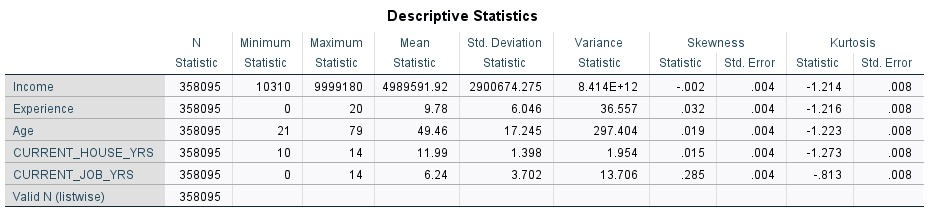 Descriptive Statistics
N Minimum Maximum Mean Std. Deviation Variance Skewness Kurtosis
Statistic Statistic Statistic Statistic Statistic Statistic Statistic Std. Error Statistic Std. Error
Income 358095 10310 9999180 4989591.92 2900674.275 8.414E+12 -.002 .004 -1.214 .008
Experience 358095 0 20 9.78 6.046 36.557 .032 .004 -1.216 .008
Age 358095 21 79 49.46 17.245 297.404 .019 .004 -1.223 .008
CURRENT_HOUSE_YRS 358095 10 14 11.99 1.398 1.954 .015 .004 -1.273 .008
CURRENT_JOB_YRS 358095 0 14 6.24 3.702 13.706 .285 .004 -.813 .008
Valid N (listwise) 358095